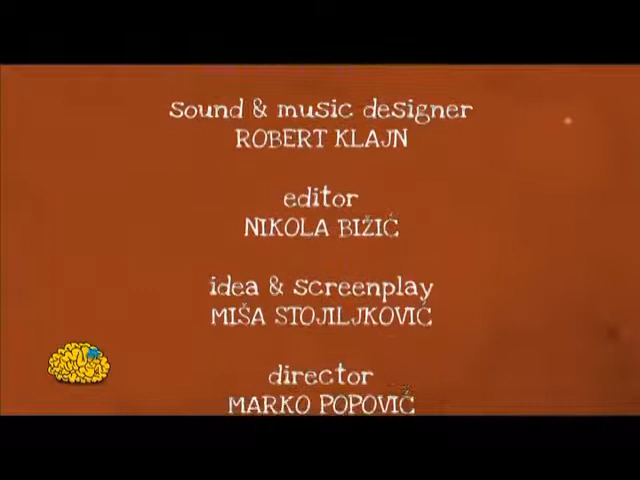 sound & music designer
ROBERT KLAJN
editor
NIKOLA BIŽIĆ
idea & screenplay
MIŠA STOJILJKOVIĆ
director
MARKO POPOVIĆ